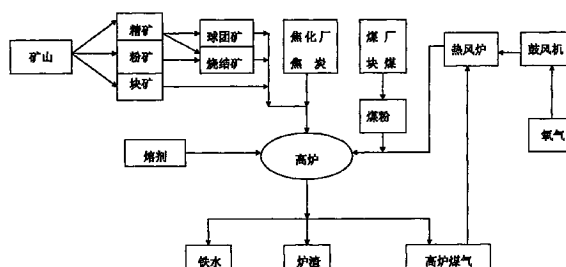 精矿
球团矿
焦化厂
焦炭
煤厂
块煤
热风炉
鼓风机
矿山
粉矿
烧结矿
块矿
煤粉
氧气
熔剂
高炉
铁水
炉渣
高炉煤气